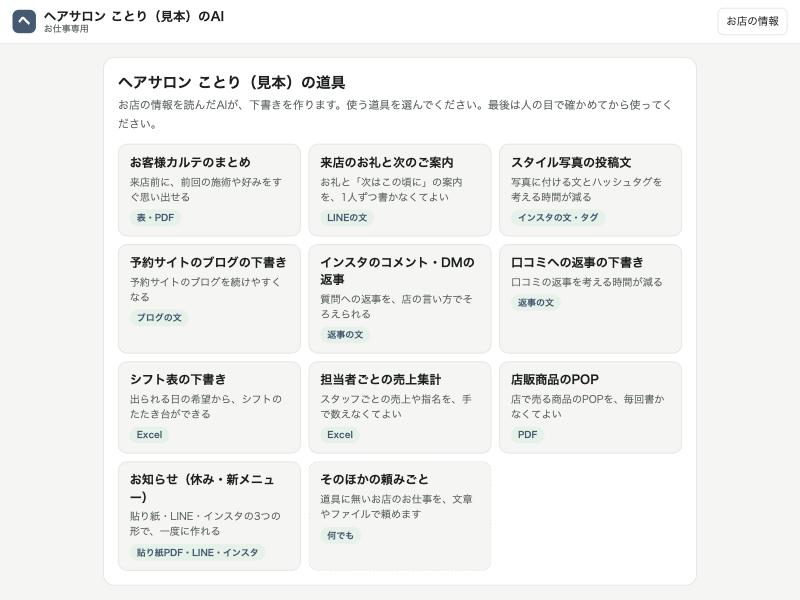 ヘアサロン ことり（見本）のAI
お仕事専用
お店の情報
ヘアサロン ことり（見本）の道具
お店の情報を読んだAIが、下書きを作ります。使う道具を選んでください。最後は人の目で確かめてから使ってく
ださい。
お客様カルテのまとめ
来店前に、前回の施術や好みをす
ぐ思い出せる
表・PDF
来店のお礼と次のご案内
お礼と「次はこの頃に」の案内
を、1人ずつ書かなくてよい
LINEの文
スタイル写真の投稿文
写真に付ける文とハッシュタグを
考える時間が減る
インスタの文・タグ
予約サイトのブログの下書き
予約サイトのブログを続けやすく
なる
ブログの文
インスタのコメント・DMの
返事
質問への返事を、店の言い方でそ
ろえられる
返事の文
口コミへの返事の下書き
口コミの返事を考える時間が減る
返事の文
シフト表の下書き
出られる日の希望から、シフトの
たたき台ができる
Excel
担当者ごとの売上集計
スタッフごとの売上や指名を、手
で数えなくてよい
Excel
店販商品のPOP
店で売る商品のPOPを、毎回書か
なくてよい
PDF
お知らせ（休み・新メニュ
ー）
貼り紙・LINE・インスタの3つの
形で、一度に作れる
貼り紙PDF・LINE・インスタ
そのほかの頼みごと
道具に無いお店のお仕事を、文章
やファイルで頼めます
何でも